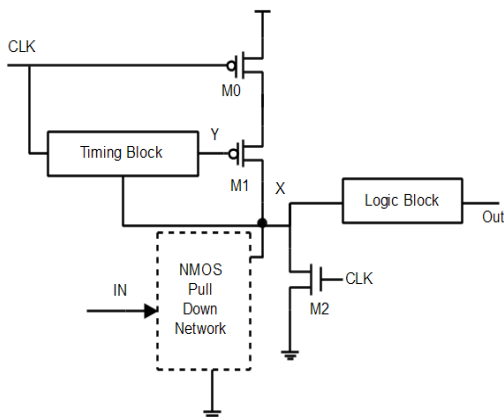 CLK
M0
Timing Block
Y
M1
X
Logic Block
Out
NMOS
Pull
Down
Network
IN
CLK
M2